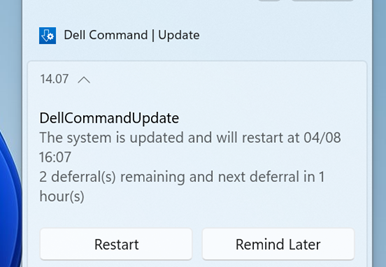 Dell Command | Update
14.07
DellCommandUpdate
The system is updated and will restart at 04/08
16:07
2 deferral(s) remaining and next deferral in 1
hour(s)
Restart
Remind Later